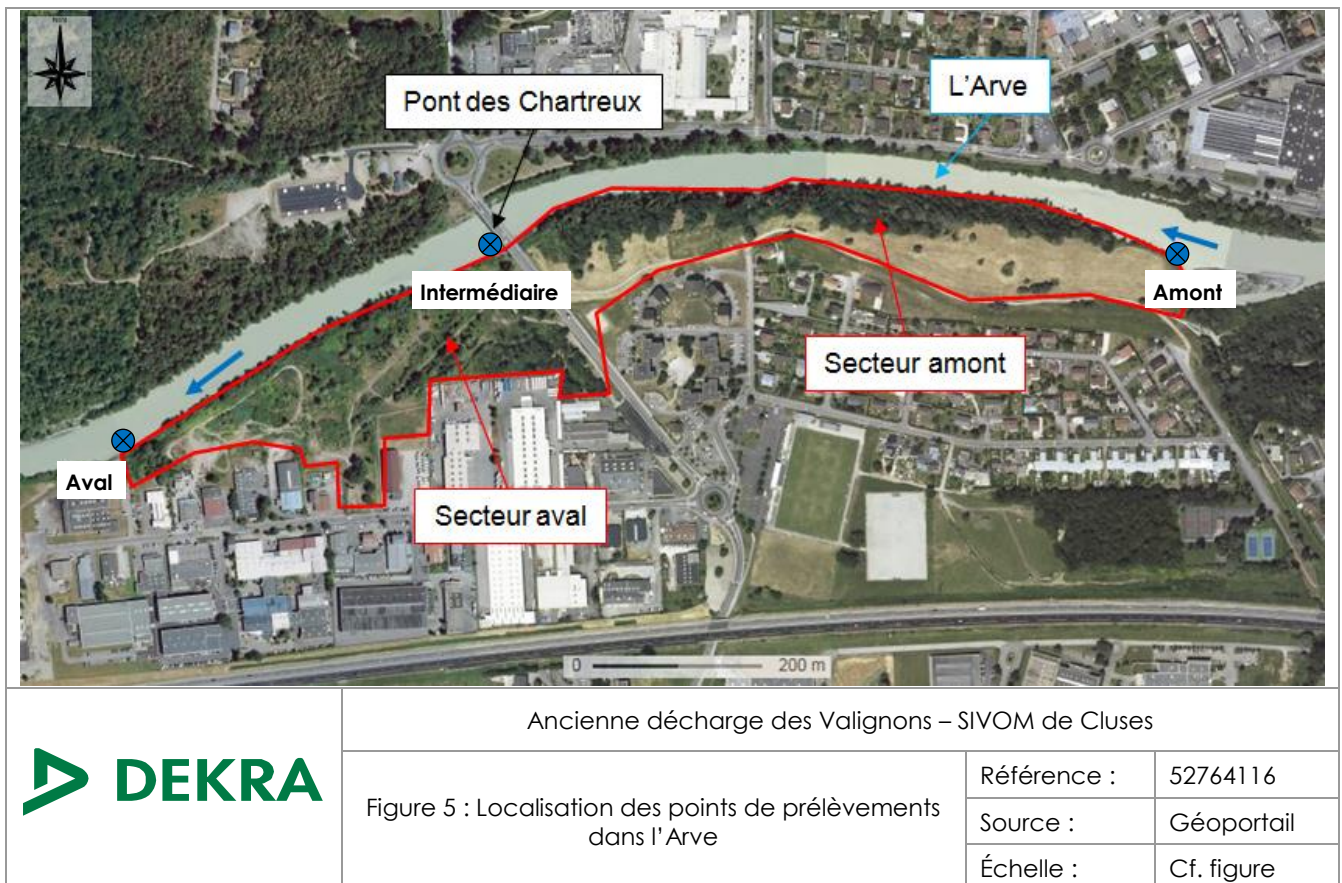 Nord
Pont des Chartreux
L'Arve
Intermédiaire
Amont
Secteur amont
Aval
Secteur aval
0 200 m
DEKRA
Ancienne décharge des Valignons – SIVOM de Cluses
Figure 5 : Localisation des points de prélèvements
dans l'Arve
Référence : 52764116
Source : Géoportail
Échelle : Cf. figure